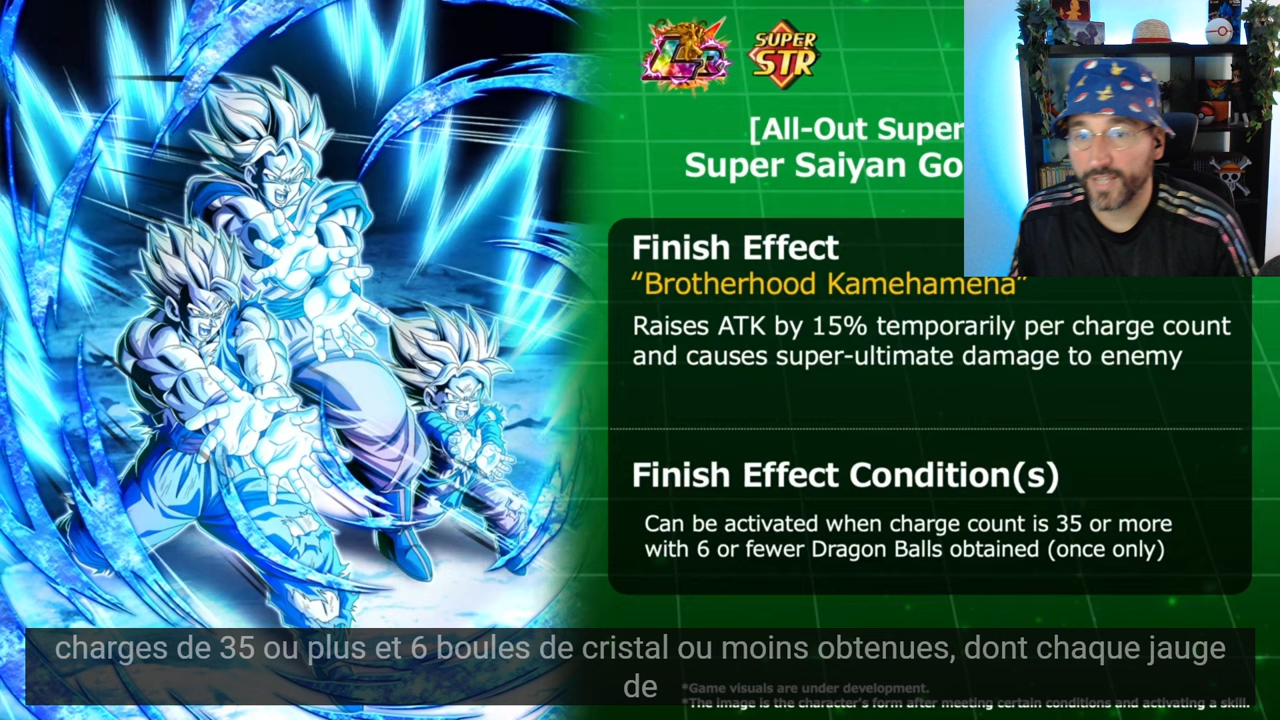 LR
SUPER
STR
[All-Out Super
Super Saiyan Go
Finish Effect
“Brotherhood Kamehameha”
Raises ATK by 15% temporarily per charge count
and causes super-ultimate damage to enemy
Finish Effect Condition(s)
Can be activated when charge count is 35 or more
with 6 or fewer Dragon Balls obtained (once only)
charges de 35 ou plus et 6 boules de cristal ou moins obtenues, dont chaque jauge
de
*Game visuals are under development.
*The image is the character's form after meeting certain conditions and activating a skill.